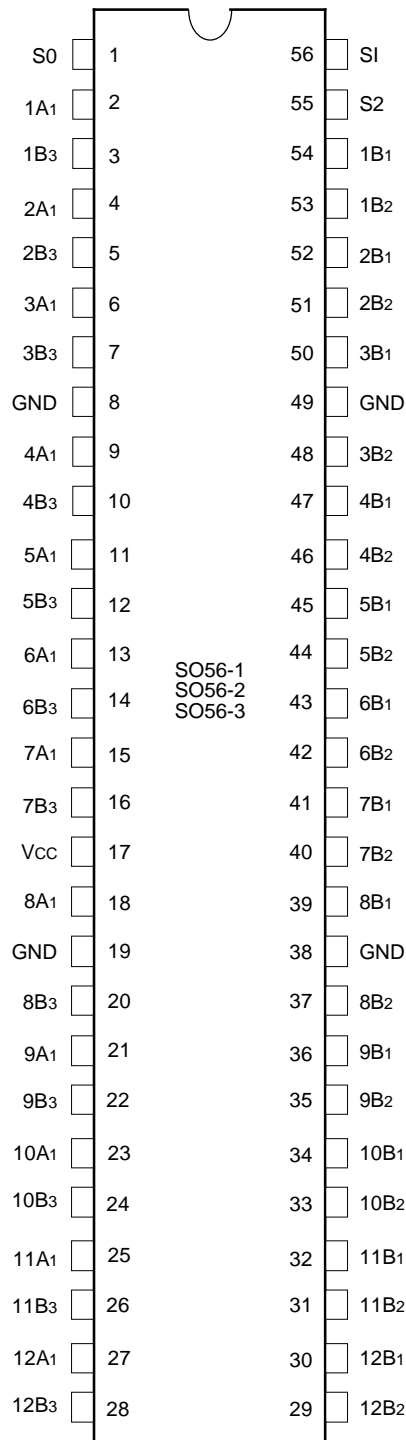 S0 1 56 SI
1A1 2 55 S2
1B3 3 54 1B1
2A1 4 53 1B2
2B3 5 52 2B1
3A1 6 51 2B2
3B3 7 50 3B1
GND 8 49 GND
4A1 9 48 3B2
4B3 10 47 4B1
5A1 11 46 4B2
5B3 12 45 5B1
6A1 13 44 5B2
SO56-1
SO56-2
SO56-3
6B3 14 43 6B1
7A1 15 42 6B2
7B3 16 41 7B1
VCC 17 40 7B2
8A1 18 39 8B1
GND 19 38 GND
8B3 20 37 8B2
9A1 21 36 9B1
9B3 22 35 9B2
10A1 23 34 10B1
10B3 24 33 10B2
11A1 25 32 11B1
11B3 26 31 11B2
12A1 27 30 12B1
12B3 28 29 12B2